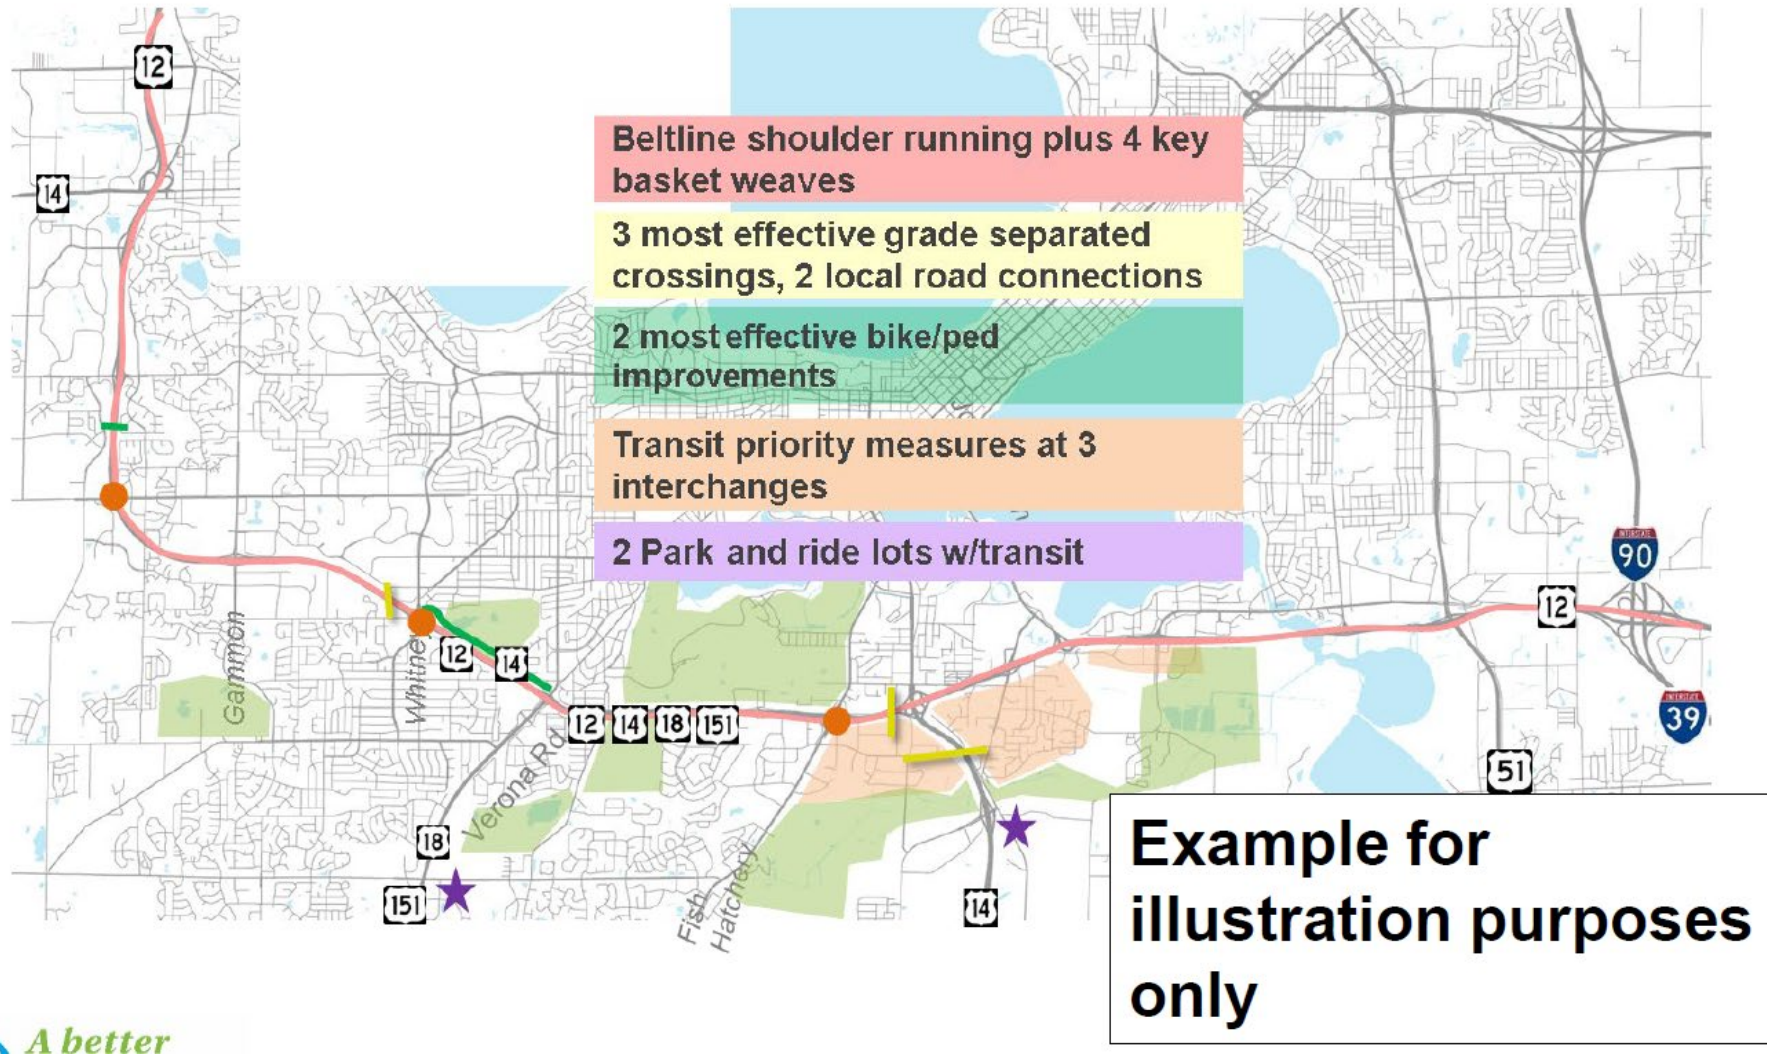 12
14
Beltline shoulder running plus 4 key
basket weaves
3 most effective grade separated
crossings, 2 local road connections
2 most effective bike/ped
improvements
Transit priority measures at 3
interchanges
2 Park and ride lots w/transit
INTERSTATE
90
12
Gammon
Whitney
12
14
12 14 18 151
INTERSTATE
39
Verona Rd
51
18
Fish
Hatchery
151
14
Example for
illustration purposes
only
A better